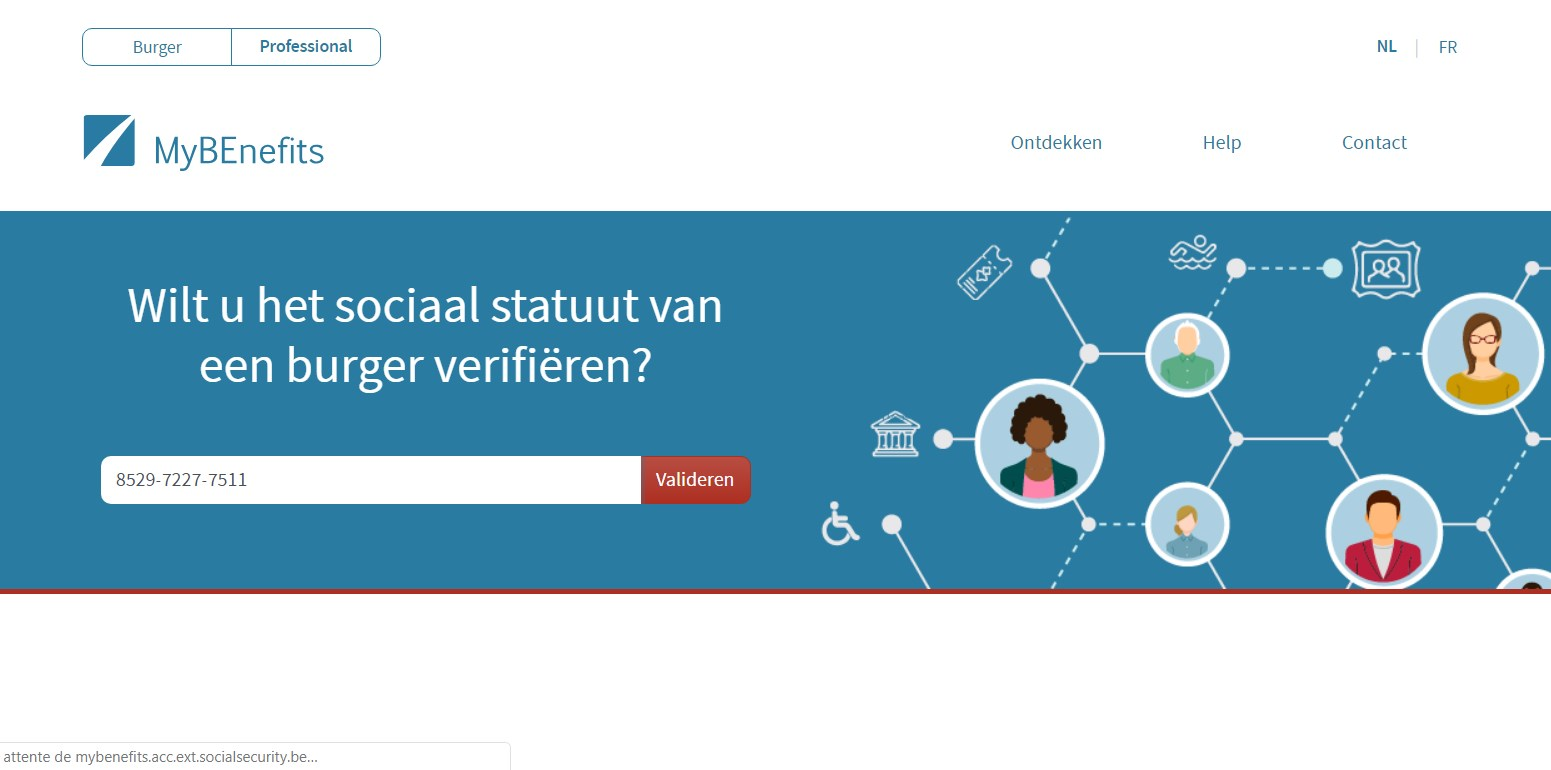 Burger
Professional
NL | FR
MyBEnefits
Ontdekken
Help
Contact
Wilt u het sociaal statuut van
een burger verifiëren?
8529-7227-7511
Valideren
attente de mybenefits.acc.ext.socialsecurity.be...